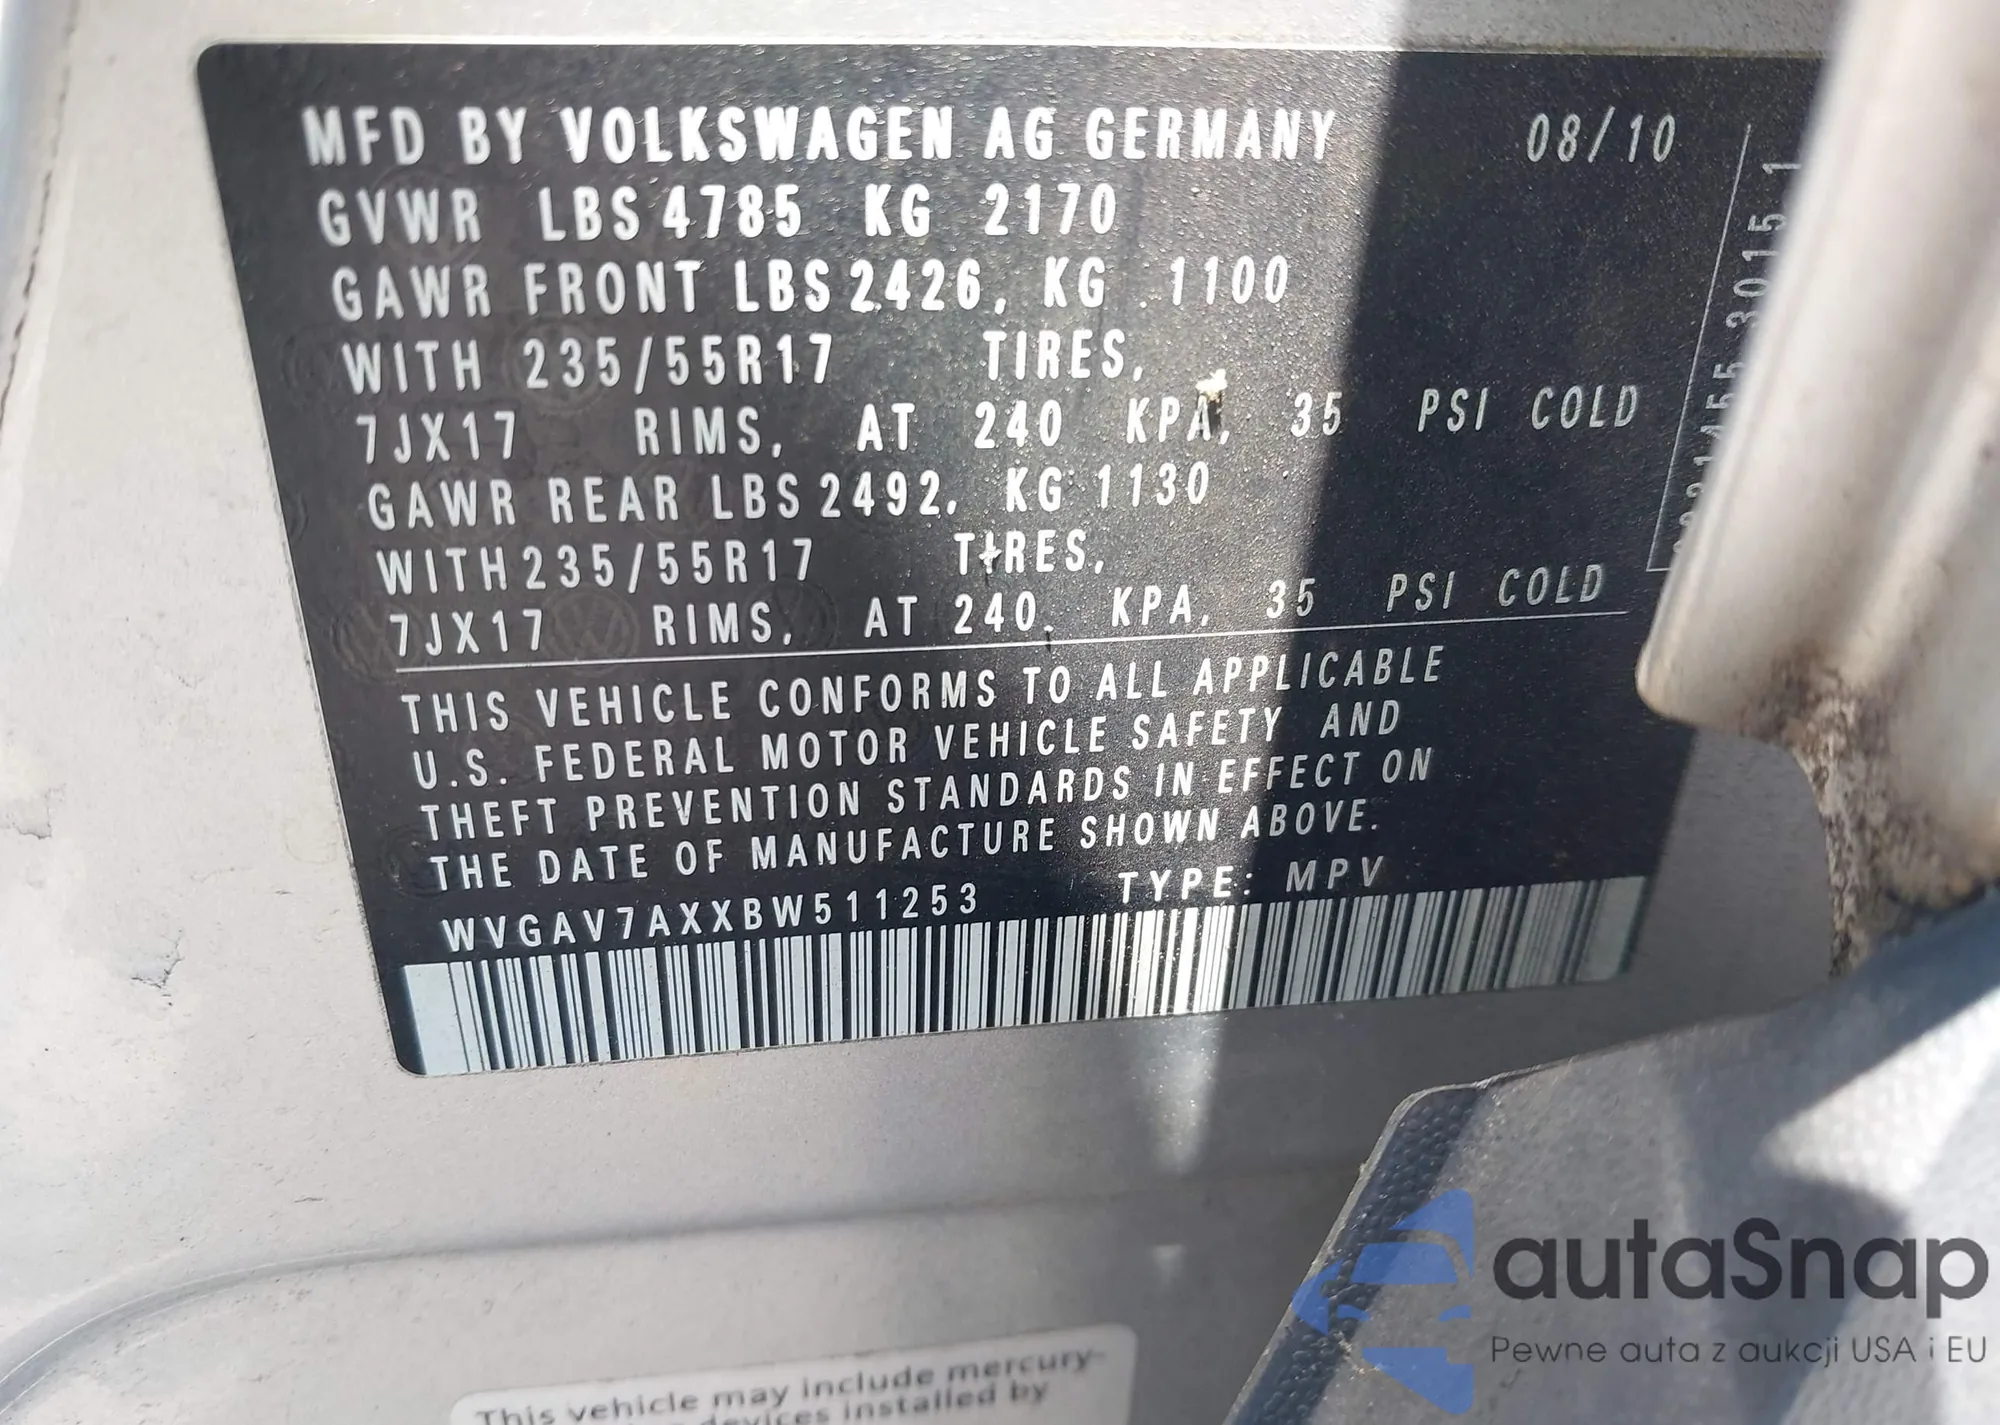 MFD BY VOLKSWAGEN AG GERMANY 08/10
GVWR LBS 4785 KG 2170
GAWR FRONT LBS 2426, KG 1100
WITH 235/55R17 TIRES,
7JX17 RIMS, AT 240 KPA, 35 PSI COLD
GAWR REAR LBS 2492, KG 1130
WITH 235/55R17 TIRES,
7JX17 RIMS, AT 240 KPA, 35 PSI COLD
THIS VEHICLE CONFORMS TO ALL APPLICABLE
U.S. FEDERAL MOTOR VEHICLE SAFETY AND
THEFT PREVENTION STANDARDS IN EFFECT ON
THE DATE OF MANUFACTURE SHOWN ABOVE.
WVGAV7AXXBW511253 TYPE: MPV
This vehicle may include mercury-
devices installed by
autaSnap
Pewne auta z aukcji USA i EU